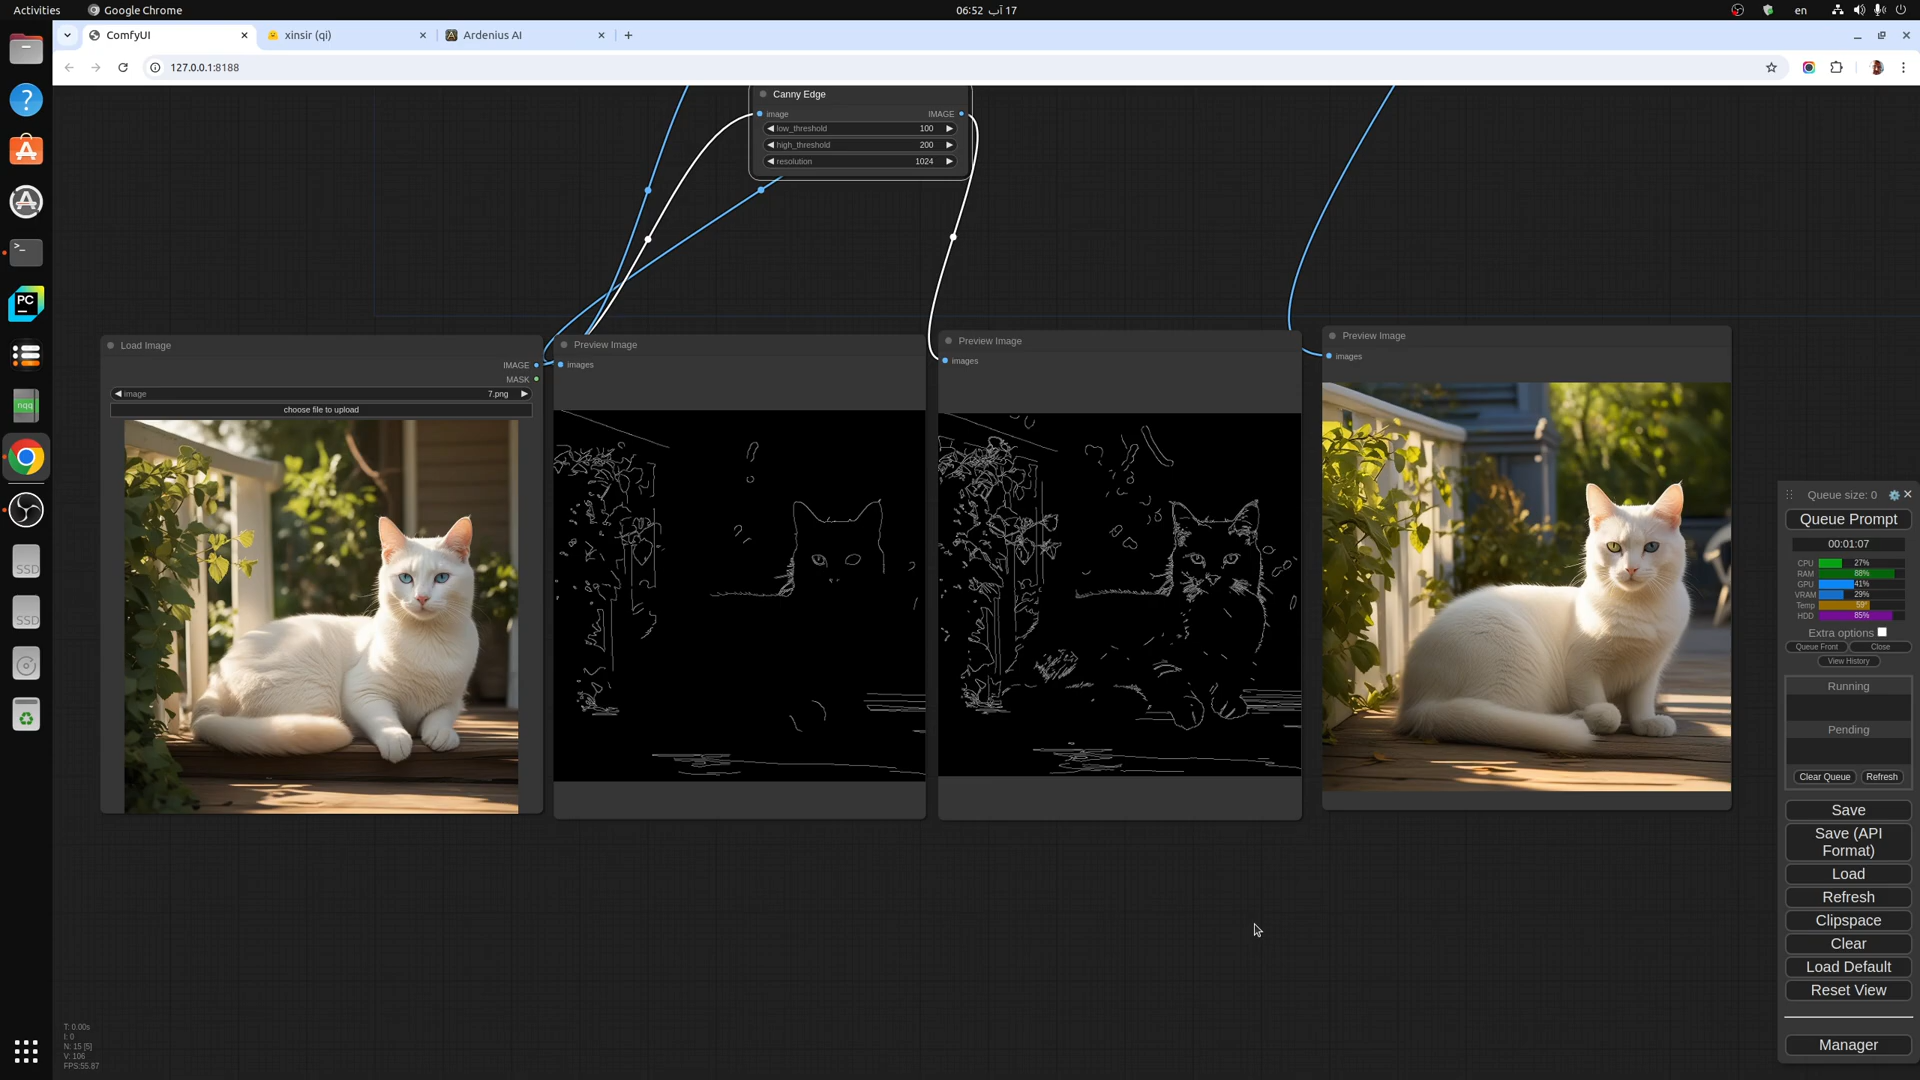 Activities
Google Chrome
17 آب 06:52
en
ComfyUI
xinsir (qi)
Ardenius AI
127.0.0.1:8188
Canny Edge
image
IMAGE
low_threshold 100
high_threshold 200
resolution 1024
Load Image
IMAGE
MASK
image 7.png
choose file to upload
Preview Image
images
Preview Image
images
Preview Image
images
PC
nqq
SSD
SSD
Queue size: 0
Queue Prompt
00:01:07
CPU 27%
RAM 88%
GPU 41%
VRAM 29%
Temp 59°
HDD 85%
Extra options
Queue Front
Close
View History
Running
Pending
Clear Queue
Refresh
Save
Save (API
Format)
Load
Refresh
Clipspace
Clear
Load Default
Reset View
Manager
T: 0.00s
I: 0
N: 15 [5]
V: 106
FPS:55.87